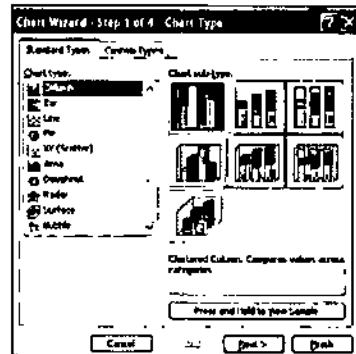 Chart Wizard - Step 1 of 4 - Chart Type
Standard Types Custom Types
Chart type:
Chart sub-type:
Column
Bar
Line
Pie
XY (Scatter)
Area
Doughnut
Radar
Surface
Bubble
Clustered Column. Compares values across
categories.
Press and Hold to View Sample
Cancel
Next >
Finish